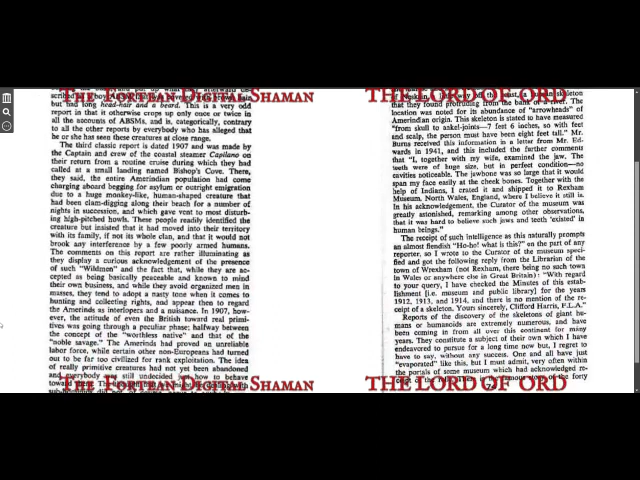 THE FORTEAN DIGITAL SHAMAN
but had long head-hair and a beard. This is a very odd
report in that it otherwise crops up only once or twice in
all the accounts of ABSMs, and is, categorically, contrary
to all the other reports by everybody who has alleged that
he or she has seen these creatures at close range.
The third classic report is dated 1907 and was made by
the Captain and crew of the coastal steamer Capilano on
their return from a routine cruise during which they had
called at a small landing named Bishop's Cove. There,
they said, the entire Amerindian population had come
charging aboard begging for asylum or outright emigration
due to a huge monkey-like, human-shaped creature that
had been clam-digging along their beach for a number of
nights in succession, and which gave vent to most disturb-
ing high-pitched howls. These people readily identified the
creature but insisted that it had moved into their territory
with its family, if not its whole clan, and that it would not
brook any interference by a few poorly armed humans.
The comments on this report are rather illuminating as
they display a curious acknowledgement of the presence
of such "Wildmen" and the fact that, while they are ac-
cepted as being basically peaceable and known to mind
their own business, and while they avoid organized men in
masses, they tend to adopt a nasty tone when it comes to
hunting and collecting rights, and appear then to regard
the Amerinds as interlopers and a nuisance. In 1907, how-
ever, the attitude of even the British toward real primi-
tives was going through a peculiar phase; halfway between
the concept of the "worthless native" and that of the
"noble savage." The Amerinds had proved an unreliable
labor force, while certain other non-Europeans had turned
out to be far too civilized for rank exploitation. The idea
of really primitive creatures had not yet been abandoned
and everybody was still undecided just how to behave
THE FORTEAN DIGITAL SHAMAN
THE LORD OF ORD
that they found protruding from the bank of a river. The
location was noted for its abundance of "arrowheads" of
Amerindian origin. This skeleton is stated to have measured
"from skull to ankel-joints—7 feet 6 inches, so with feet
and scalp, the person must have been eight feet tall." Mr.
Burns received this information in a letter from Mr. Ed-
wards in 1941, and this included the further comments
that "I, together with my wife, examined the jaw. The
teeth were of huge size, but in perfect condition—no
cavities noticeable. The jawbone was so large that it would
span my face easily at the cheek bones. Together with the
help of Indians, I crated it and shipped it to Rexham
Museum, North Wales, England, where I believe it still is.
In his acknowledgement, the Curator of the museum was
greatly astonished, remarking among other observations,
that it was hard to believe such jaws and teeth 'existed' in
human beings."
The receipt of such intelligence as this naturally prompts
an almost fiendish "Ho-ho! what is this?" on the part of any
reporter, so I wrote to the Curator of the museum speci-
fied and got the following reply from the Librarian of the
town of Wrexham (not Rexham, there being no such town
in Wales or anywhere else in Great Britain): "With regard
to your query, I have checked the Minutes of this estab-
lishment [i.e. museum and public library] for the years
1912, 1913, and 1914, and there is no mention of the re-
ceipt of a skeleton. Yours sincerely, Clifford Harris, F.L.A."
Reports of the discovery of the skeletons of giant hu-
mans or humanoids are extremely numerous, and have
been coming in from all over this continent for many
years. They constitute a subject of their own which I have
endeavored to pursue for a long time now but, I regret to
have to say, without any success. One and all have just
"evaporated" like this, but I must admit, very often within
the portals of some museum which had acknowledged re-
THE LORD OF ORD